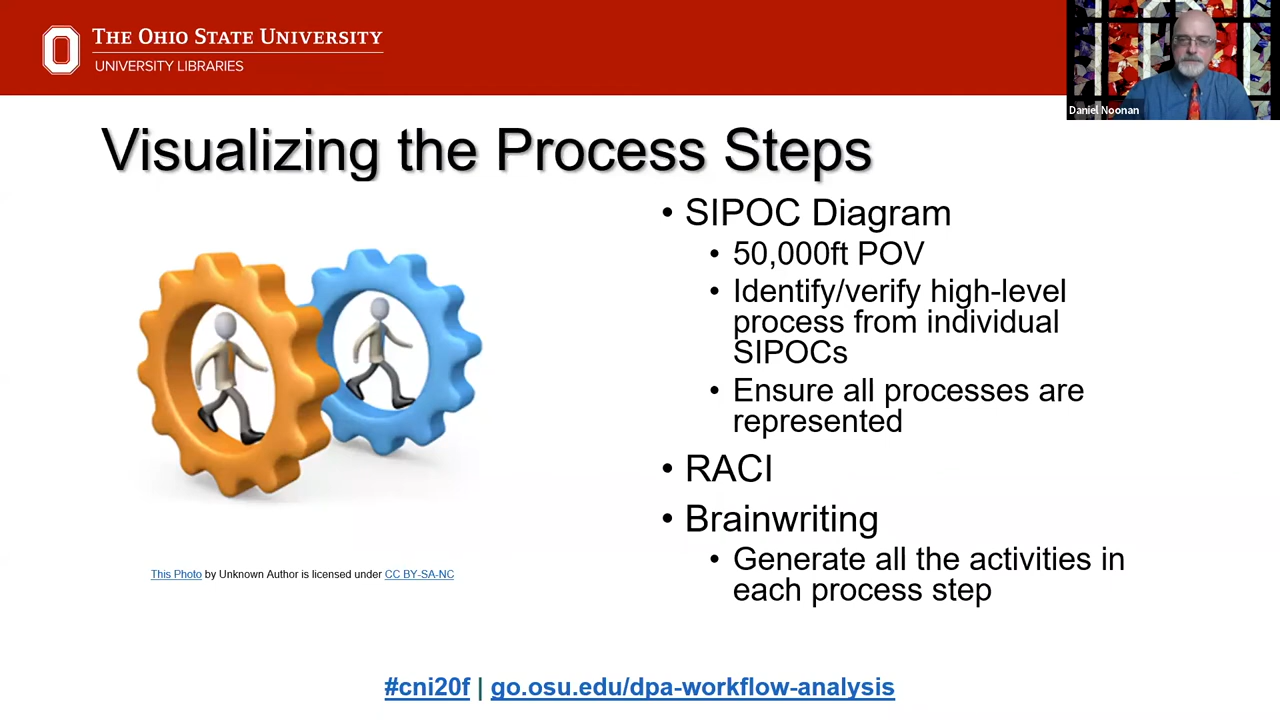 THE OHIO STATE UNIVERSITY
UNIVERSITY LIBRARIES
Daniel Noonan
Visualizing the Process Steps
• SIPOC Diagram
• 50,000ft POV
• Identify/verify high-level
process from individual
SIPOCs
• Ensure all processes are
represented
• RACI
• Brainwriting
• Generate all the activities in
each process step
This Photo by Unknown Author is licensed under CC BY-SA-NC
#cni20f | go.osu.edu/dpa-workflow-analysis